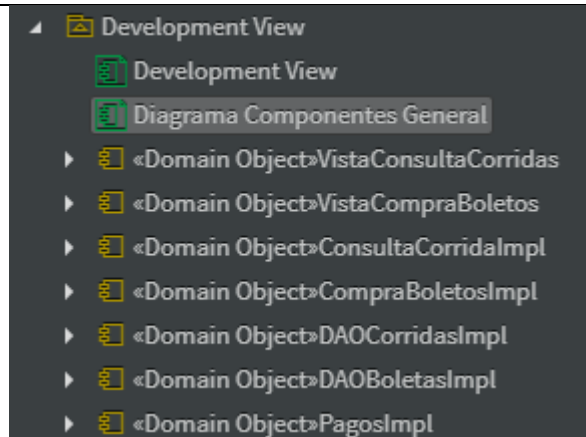 Development View
Development View
Diagrama Componentes General
«Domain Object»VistaConsultaCorridas
«Domain Object»VistaCompraBoletos
«Domain Object»ConsultaCorridaImpl
«Domain Object»CompraBoletosImpl
«Domain Object»DAOCorridasImpl
«Domain Object»DAOBoletasImpl
«Domain Object»PagosImpl